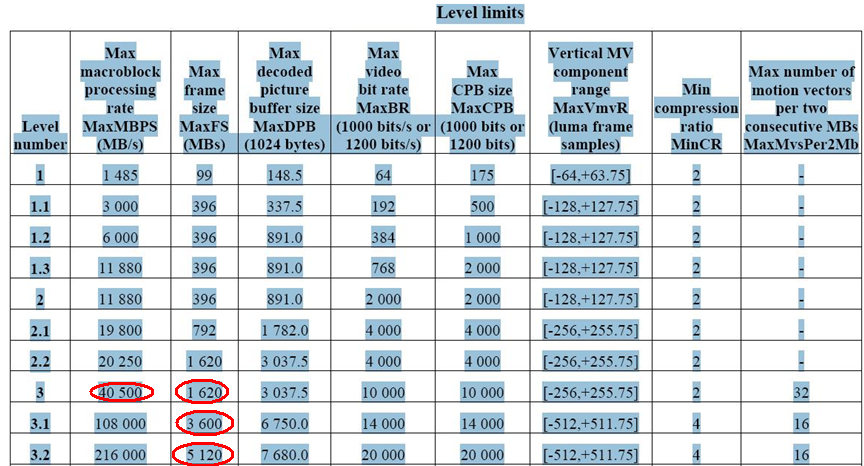 Level limits
Level number | Max macroblock processing rate MaxMBPS (MB/s) | Max frame size MaxFS (MBs) | Max decoded picture buffer size MaxDPB (1024 bytes) | Max video bit rate MaxBR (1000 bits/s or 1200 bits/s) | Max CPB size MaxCPB (1000 bits or 1200 bits) | Vertical MV component range MaxVmvR (luma frame samples) | Min compression ratio MinCR | Max number of motion vectors per two consecutive MBs MaxMvsPer2Mb
1 | 1 485 | 99 | 148.5 | 64 | 175 | [-64,+63.75] | 2 | -
1.1 | 3 000 | 396 | 337.5 | 192 | 500 | [-128,+127.75] | 2 | -
1.2 | 6 000 | 396 | 891.0 | 384 | 1 000 | [-128,+127.75] | 2 | -
1.3 | 11 880 | 396 | 891.0 | 768 | 2 000 | [-128,+127.75] | 2 | -
2 | 11 880 | 396 | 891.0 | 2 000 | 2 000 | [-128,+127.75] | 2 | -
2.1 | 19 800 | 792 | 1 782.0 | 4 000 | 4 000 | [-256,+255.75] | 2 | -
2.2 | 20 250 | 1 620 | 3 037.5 | 4 000 | 4 000 | [-256,+255.75] | 2 | -
3 | 40 500 | 1 620 | 3 037.5 | 10 000 | 10 000 | [-256,+255.75] | 2 | 32
3.1 | 108 000 | 3 600 | 6 750.0 | 14 000 | 14 000 | [-512,+511.75] | 4 | 16
3.2 | 216 000 | 5 120 | 7 680.0 | 20 000 | 20 000 | [-512,+511.75] | 4 | 16